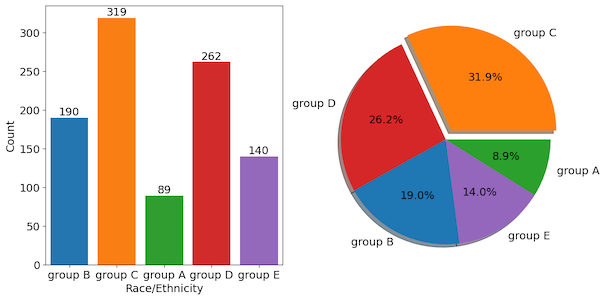 319
262
190
140
89
350
300
250
200
150
100
50
0
Count
group B group C group A group D group E
Race/Ethnicity
group C
31.9%
group D
26.2%
8.9%
group A
19.0%
14.0%
group B
group E